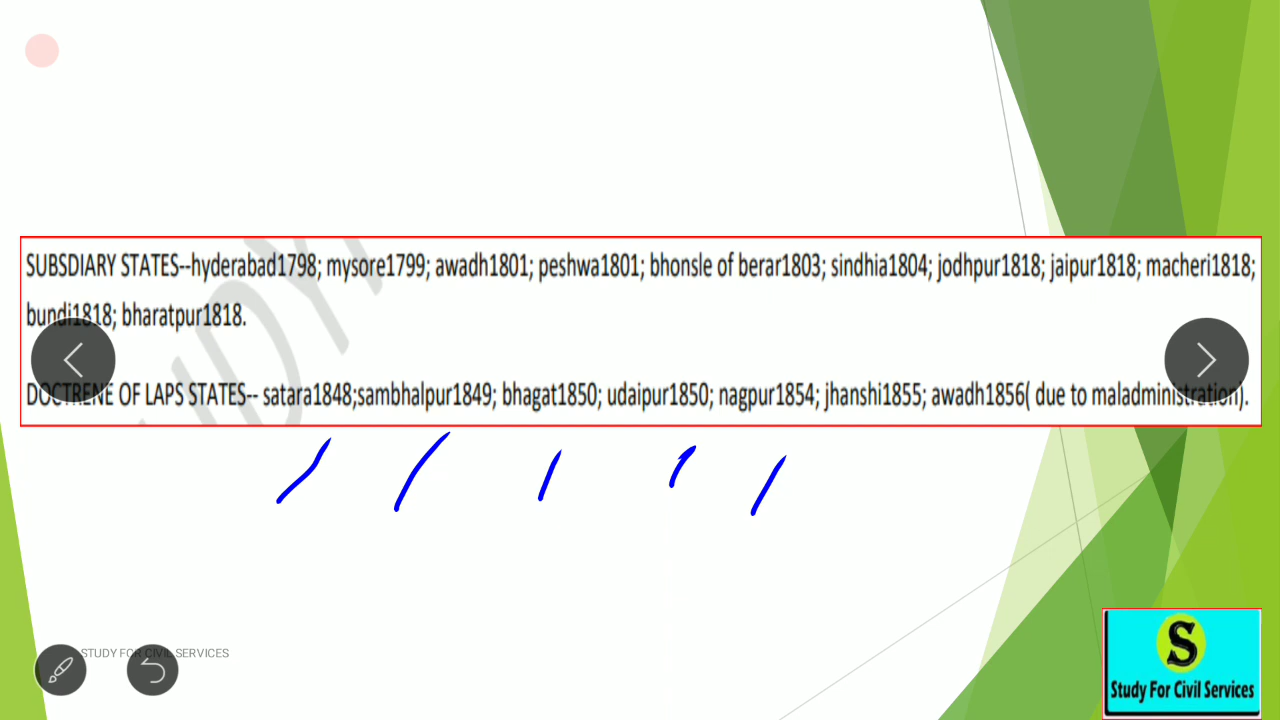 SUBSDIARY STATES--hyderabad1798; mysore1799; awadh1801; peshwa1801; bhonsle of berar1803; sindhia1804; jodhpur1818; jaipur1818; macheri1818;
bundi1818; bharatpur1818.
DOCTRENE OF LAPS STATES-- satara1848;sambhalpur1849; bhagat1850; udaipur1850; nagpur1854; jhanshi1855; awadh1856( due to maladministration).
STUDY FOR CIVIL SERVICES
S
Study For Civil Services